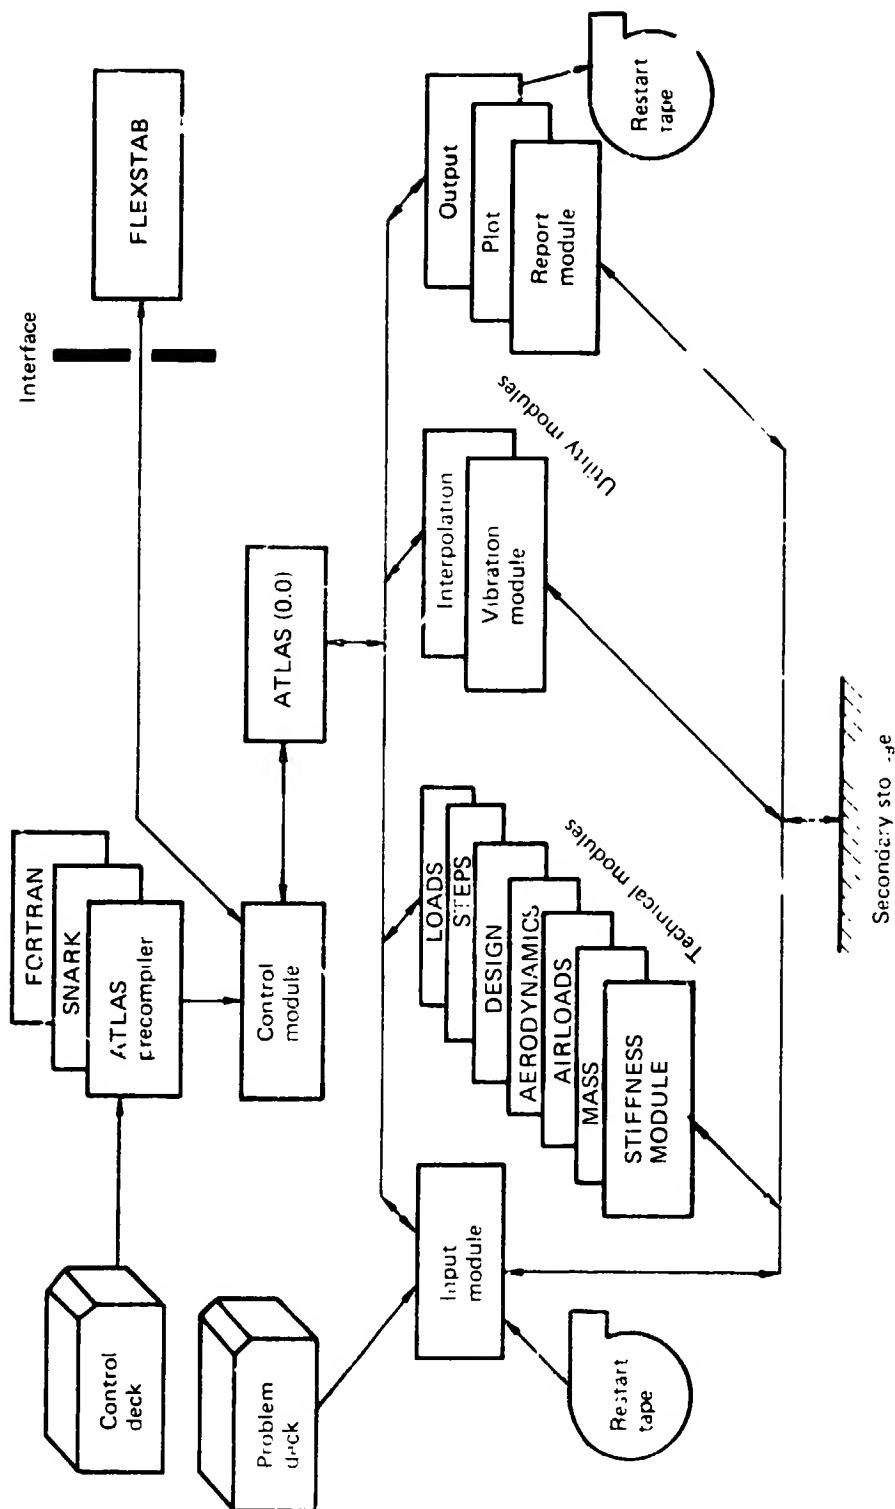 Control
deck
Problem
deck
FORTRAN
SNARK
ATLAS
precompiler
Control
module
ATLAS (0.0)
Interface
FLEXSTAB
Input
module
Restart
tape
LOADS
STEPS
DESIGN
AERODYNAMICS
AIRLOADS
MASS
STIFFNESS
MODULE
Technical modules
Interpolation
Vibration
module
Utility modules
Output
Plot
Report
module
Restart
tape
Secondary